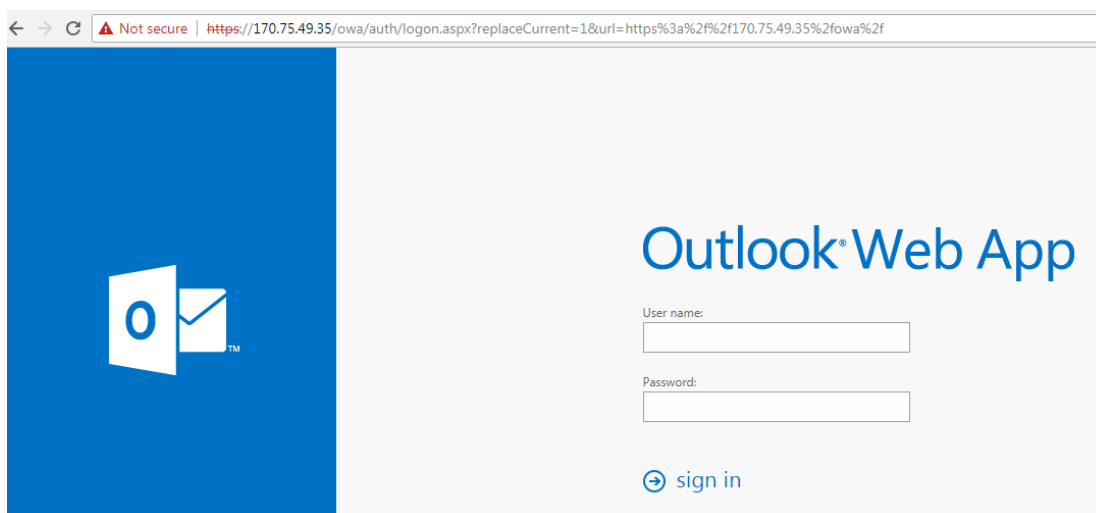 Not secure | https://170.75.49.35/owa/auth/logon.aspx?replaceCurrent=1&url=https%3a%2f%2f170.75.49.35%2fowa%2f
Outlook® Web App
O
TM
User name:
Password:
sign in